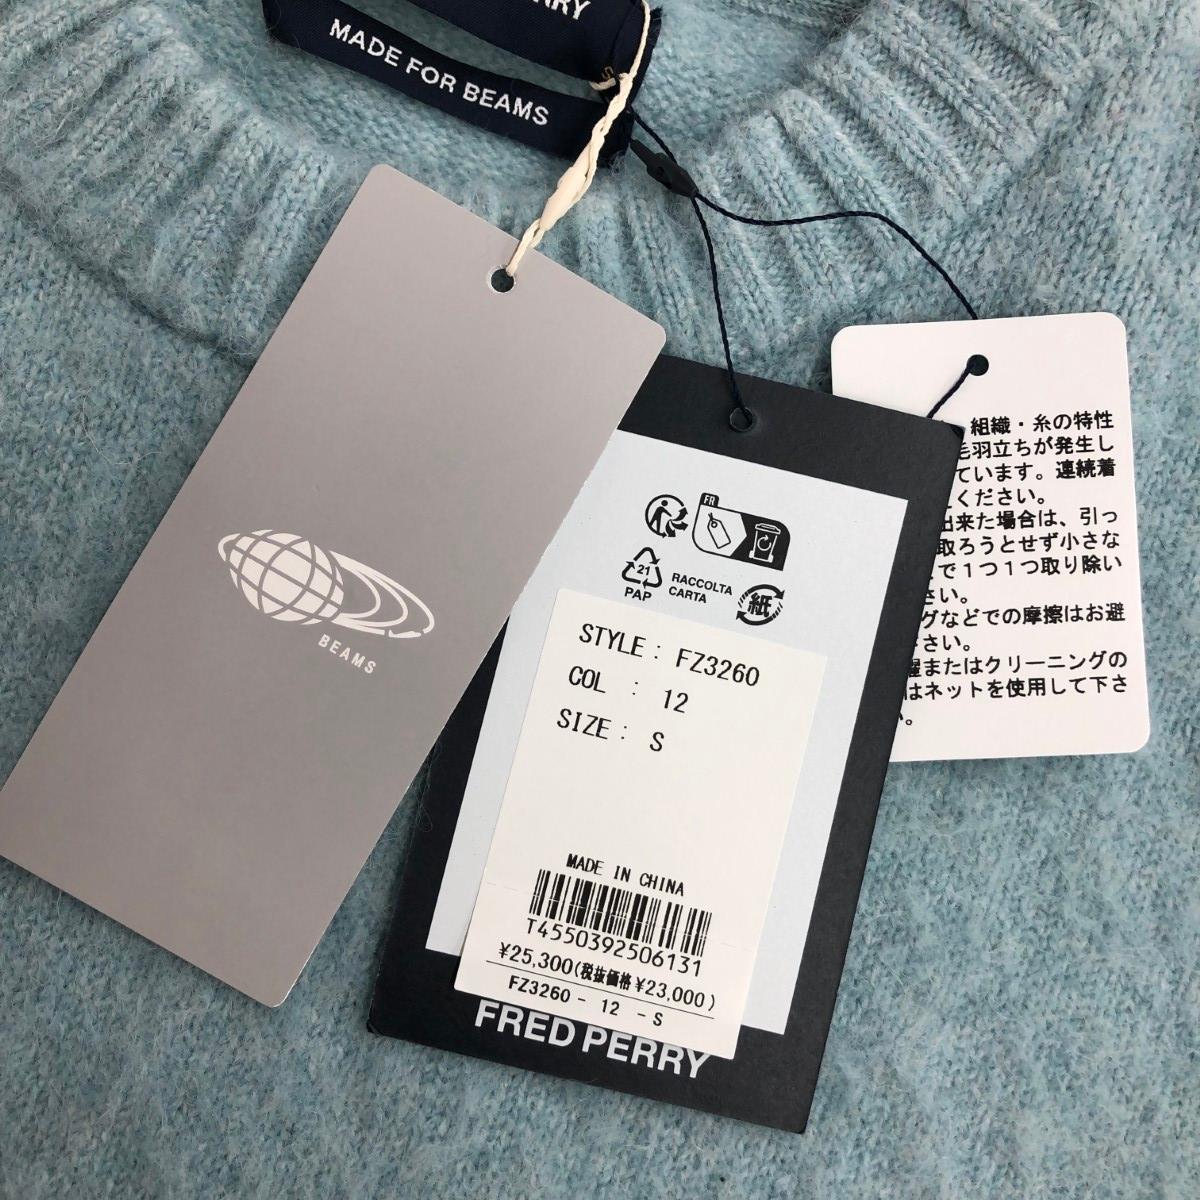 MADE FOR BEAMS
BEAMS
FR
21
PAP
RACCOLTA
CARTA
紙
STYLE : FZ3260
COL : 12
SIZE : S
MADE IN CHINA
T4550392506131
¥25,300(税抜価格 ¥23,000)
FZ3260 - 12 - S
FRED PERRY
組織・糸の特性
毛羽立ちが発生し
ています。連続着
ください。
出来た場合は、引っ
取ろうとせず小さな
で1つ1つ取り除い
さい。
グなどでの摩擦はお避
さい。
またはクリーニングの
はネットを使用して下さ
い。